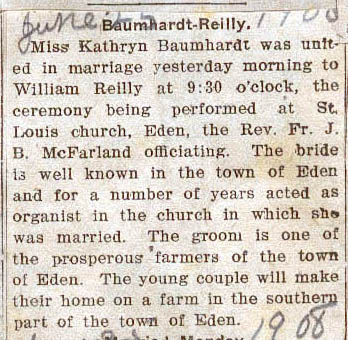 June 1908
Baumhardt-Reilly.
Miss Kathryn Baumhardt was unit-
ed in marriage yesterday morning to
William Reilly at 9:30 o'clock, the
ceremony being performed at St.
Louis church, Eden, the Rev. Fr. J.
B. McFarland officiating. The bride
is well known in the town of Eden
and for a number of years acted as
organist in the church in which she
was married. The groom is one of
the prosperous farmers of the town
of Eden. The young couple will make
their home on a farm in the southern
part of the town of Eden.
1908
Monday